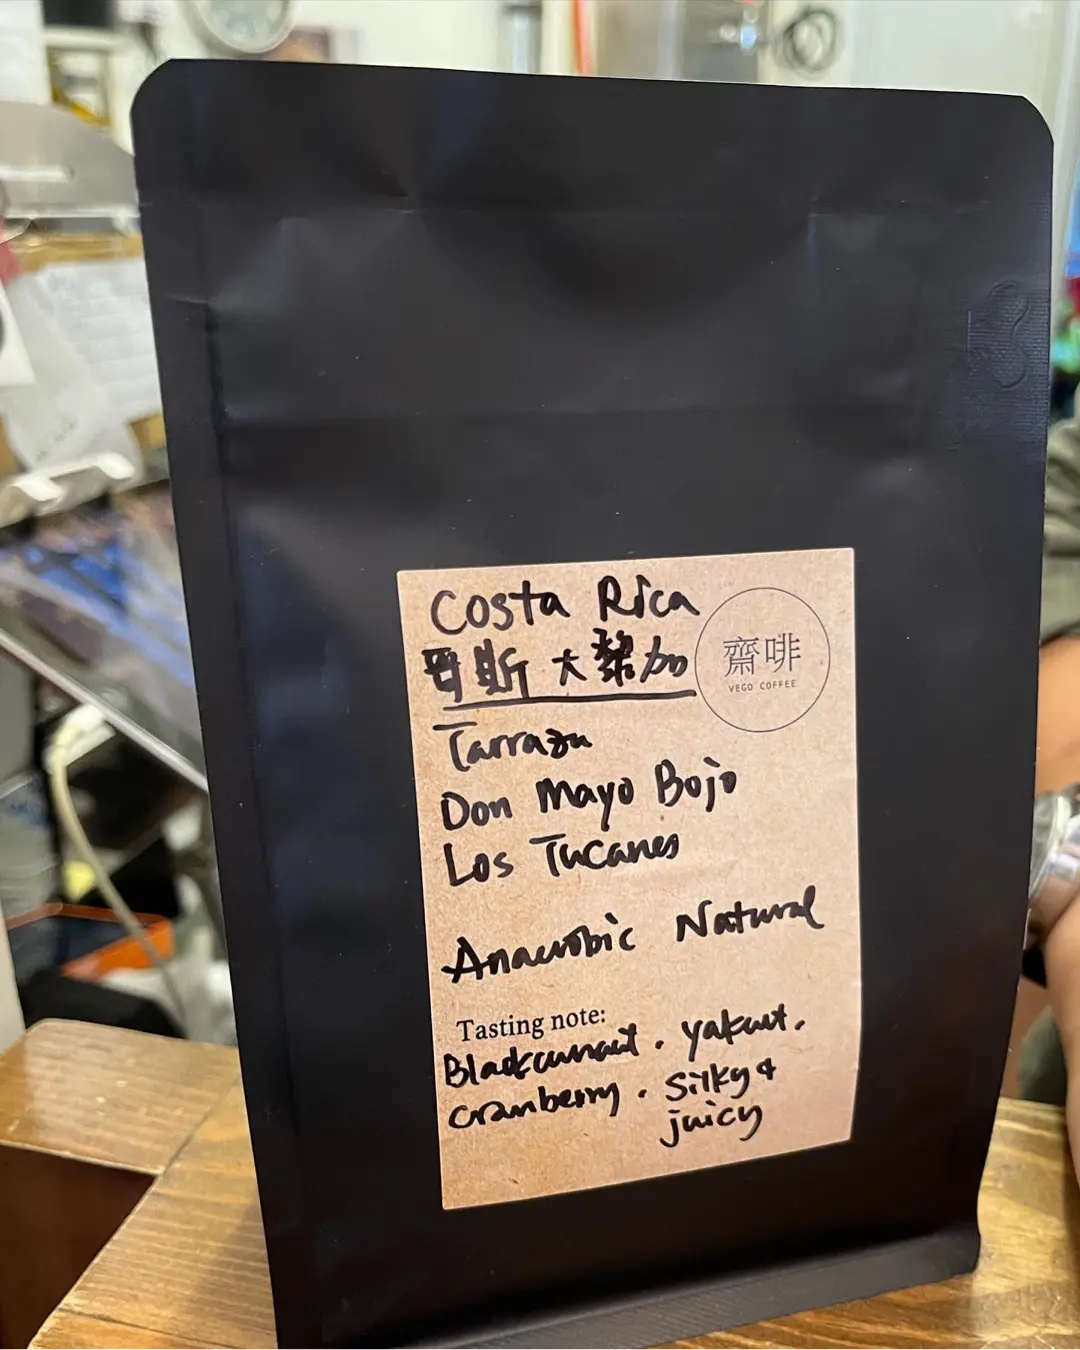 Costa Rica
哥斯大黎加
齋啡
VEGO COFFEE
Tarrazu
Don Mayo Bojo
Los Tucanes
Anaerobic Natural
Tasting note:
Blackcurrant. yakult.
cranberry. Silky &
juicy